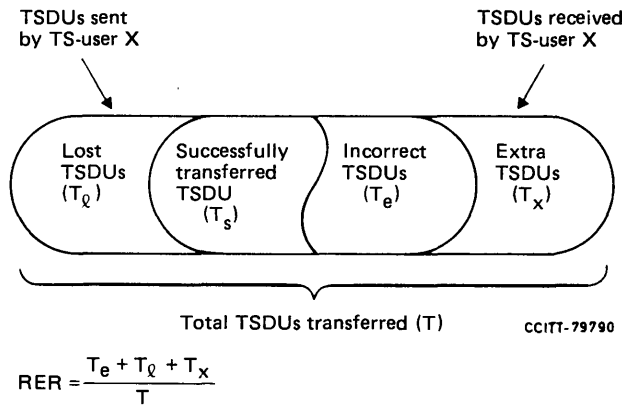 TSDUs sent
by TS-user X
TSDUs received
by TS-user X
Lost
TSDUs
(Tℓ)
Successfully
transferred
TSDU
(Ts)
Incorrect
TSDUs
(Te)
Extra
TSDUs
(Tx)
Total TSDUs transferred (T)
CCITT-79790
RER = Te + Tℓ + Tx / T